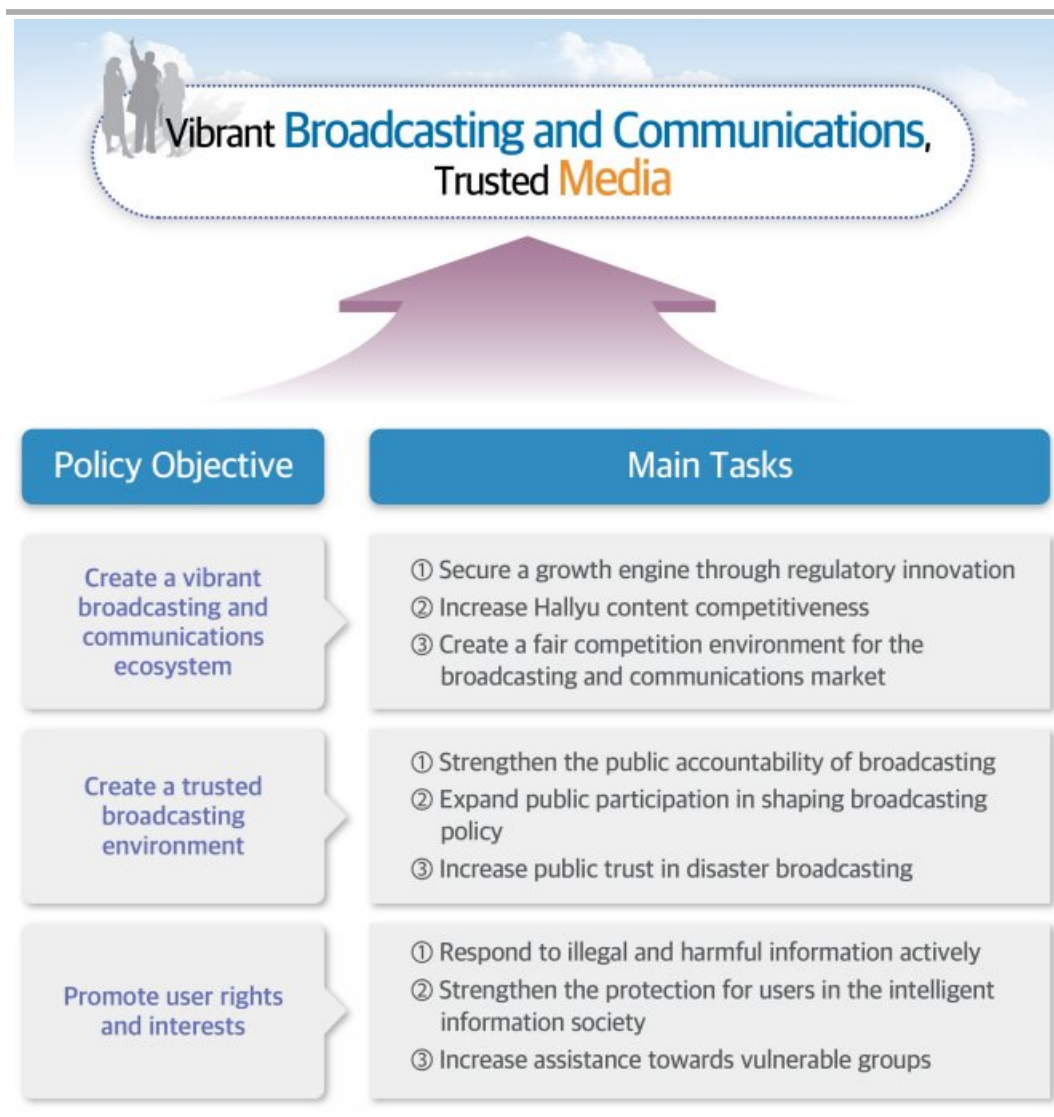 Vibrant Broadcasting and Communications,
Trusted Media
Policy Objective
Main Tasks
Create a vibrant
broadcasting and
communications
ecosystem
① Secure a growth engine through regulatory innovation
② Increase Hallyu content competitiveness
③ Create a fair competition environment for the
broadcasting and communications market
Create a trusted
broadcasting
environment
① Strengthen the public accountability of broadcasting
② Expand public participation in shaping broadcasting
policy
③ Increase public trust in disaster broadcasting
Promote user rights
and interests
① Respond to illegal and harmful information actively
② Strengthen the protection for users in the intelligent
information society
③ Increase assistance towards vulnerable groups